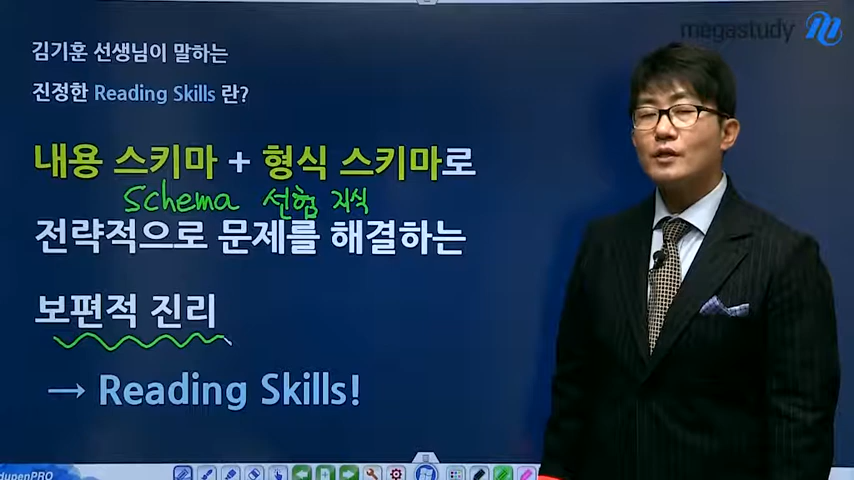 megastudy
김기훈 선생님이 말하는
진정한 Reading Skills 란?
내용 스키마 + 형식 스키마로
Schema 선험 지식
전략적으로 문제를 해결하는
보편적 진리
→ Reading Skills!
dupenPRO